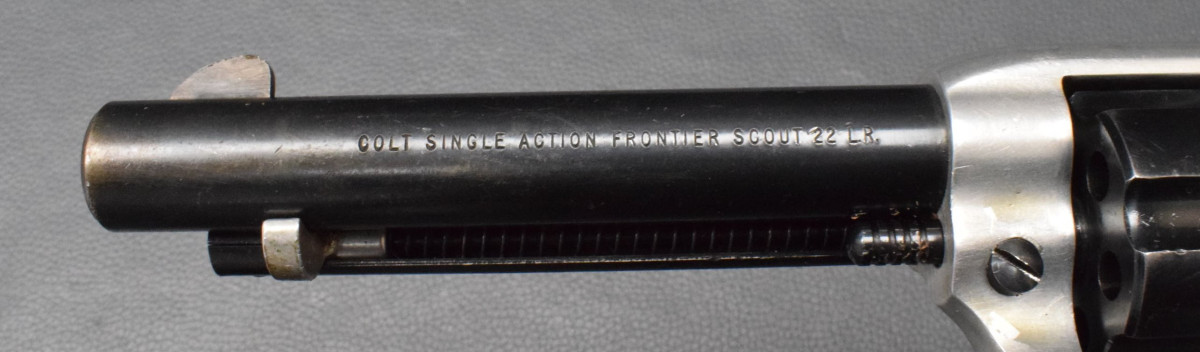 COLT SINGLE ACTION FRONTIER SCOUT 22 LR.